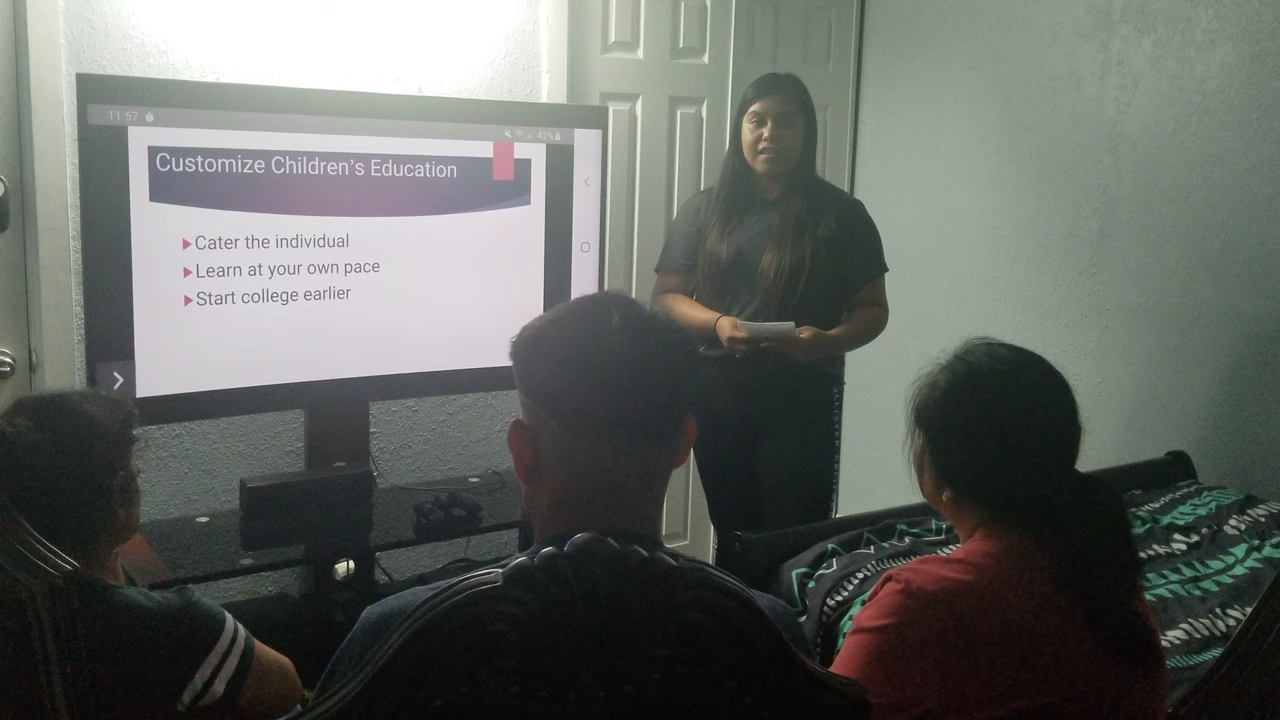 11:57
42%
Customize Children's Education
Cater the individual
Learn at your own pace
Start college earlier